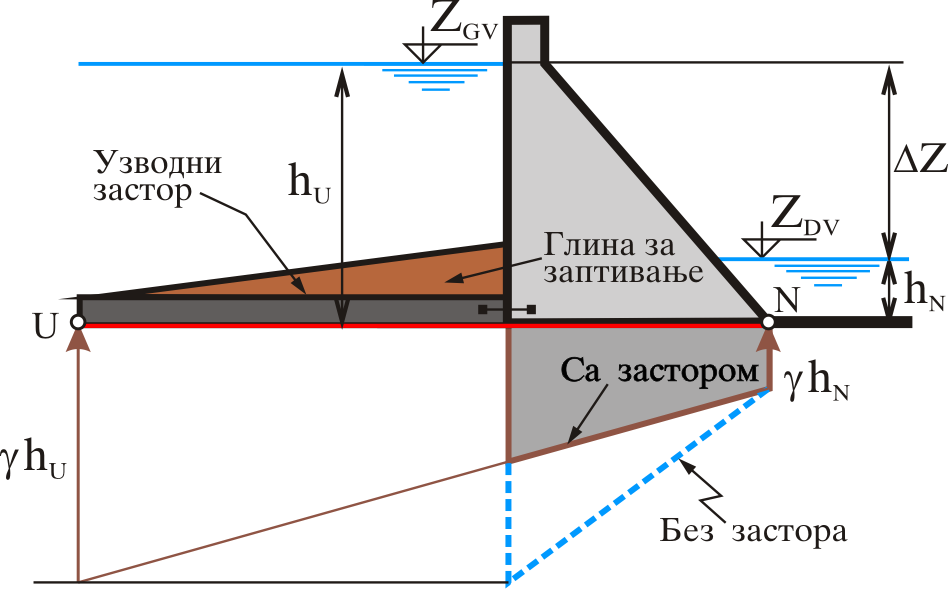 Z_GV
Узводни
застор
h_U
ΔZ
Z_DV
Глина за
заптивање
h_N
N
U
Са застором
γh_N
γh_U
Без застора